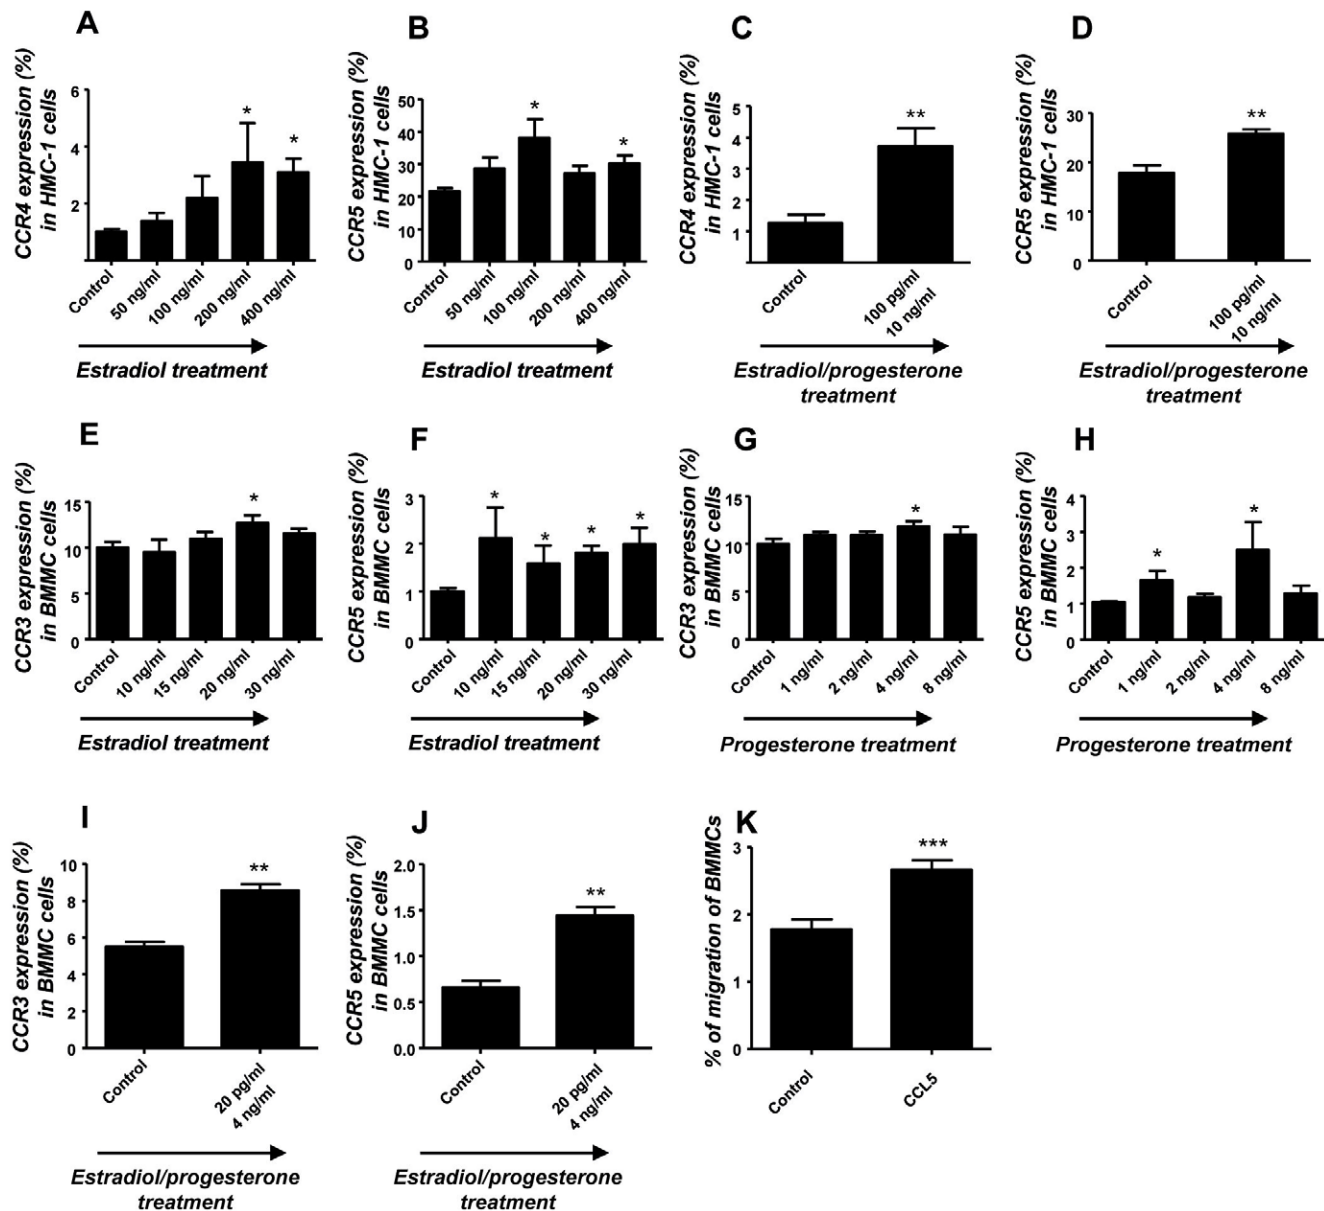 A
CCR4 expression (%)
in HMC-1 cells
6
4
2
*
*
Control
50 ng/ml
100 ng/ml
200 ng/ml
400 ng/ml
Estradiol treatment
B
CCR5 expression (%)
in HMC-1 cells
50
40
30
20
10
0
*
*
Control
50 ng/ml
100 ng/ml
200 ng/ml
400 ng/ml
Estradiol treatment
C
CCR4 expression (%)
in HMC-1 cells
5
4
3
2
1
**
Control
100 pg/ml
10 ng/ml
Estradiol/progesterone
treatment
D
CCR5 expression (%)
in HMC-1 cells
30
20
10
0
**
Control
100 pg/ml
10 ng/ml
Estradiol/progesterone
treatment
E
CCR3 expression (%)
in BMMC cells
15
10
5
0
*
Control
10 ng/ml
15 ng/ml
20 ng/ml
30 ng/ml
Estradiol treatment
F
CCR5 expression (%)
in BMMC cells
3
2
1
0
*
*
*
*
Control
10 ng/ml
15 ng/ml
20 ng/ml
30 ng/ml
Estradiol treatment
G
CCR3 expression (%)
in BMMC cells
15
10
5
0
*
Control
1 ng/ml
2 ng/ml
4 ng/ml
8 ng/ml
Progesterone treatment
H
CCR5 expression (%)
in BMMC cells
4
3
2
1
0
*
*
Control
1 ng/ml
2 ng/ml
4 ng/ml
8 ng/ml
Progesterone treatment
I
CCR3 expression (%)
in BMMC cells
10
8
6
4
2
0
**
Control
20 pg/ml
4 ng/ml
Estradiol/progesterone
treatment
J
CCR5 expression (%)
in BMMC cells
2.0
1.5
1.0
0.5
0.0
**
Control
20 pg/ml
4 ng/ml
Estradiol/progesterone
treatment
K
% of migration of BMMCs
3
2
1
0
***
Control
CCL5